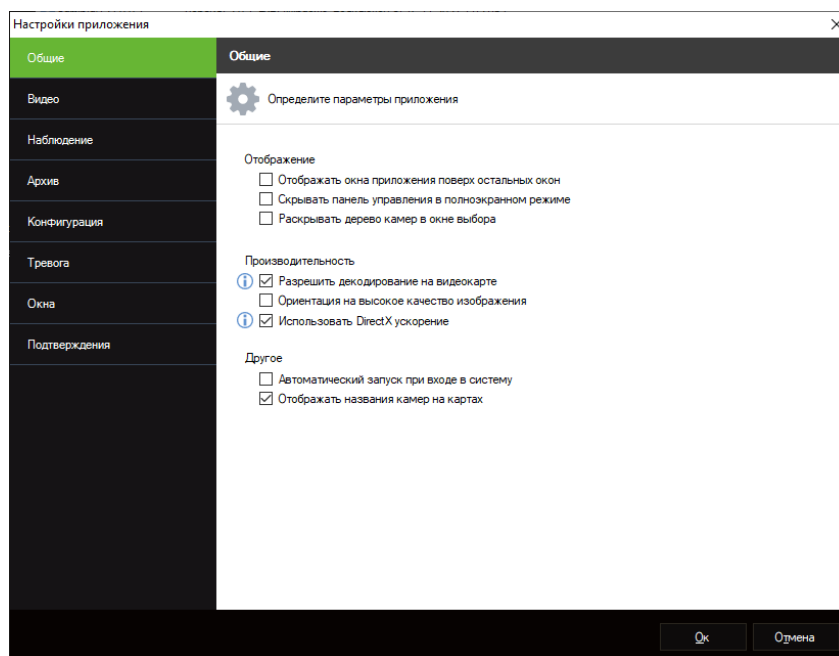 Настройки приложения
Общие
Видео
Наблюдение
Архив
Конфигурация
Тревога
Окна
Подтверждения
Общие
Определите параметры приложения
Отображение
Отображать окна приложения поверх остальных окон
Скрывать панель управления в полноэкранном режиме
Раскрывать дерево камер в окне выбора
Производительность
Разрешить декодирование на видеокарте
Ориентация на высокое качество изображения
Использовать DirectX ускорение
Другое
Автоматический запуск при входе в систему
Отображать названия камер на картах
Ок
Отмена